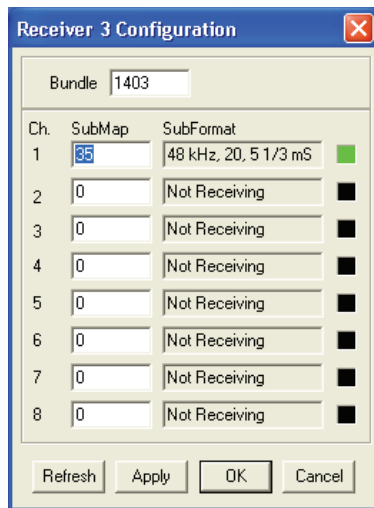 Receiver 3 Configuration
Bundle 1403
Ch. SubMap SubFormat
1 35 48 kHz, 20, 5 1/3 mS
2 0 Not Receiving
3 0 Not Receiving
4 0 Not Receiving
5 0 Not Receiving
6 0 Not Receiving
7 0 Not Receiving
8 0 Not Receiving
Refresh Apply OK Cancel